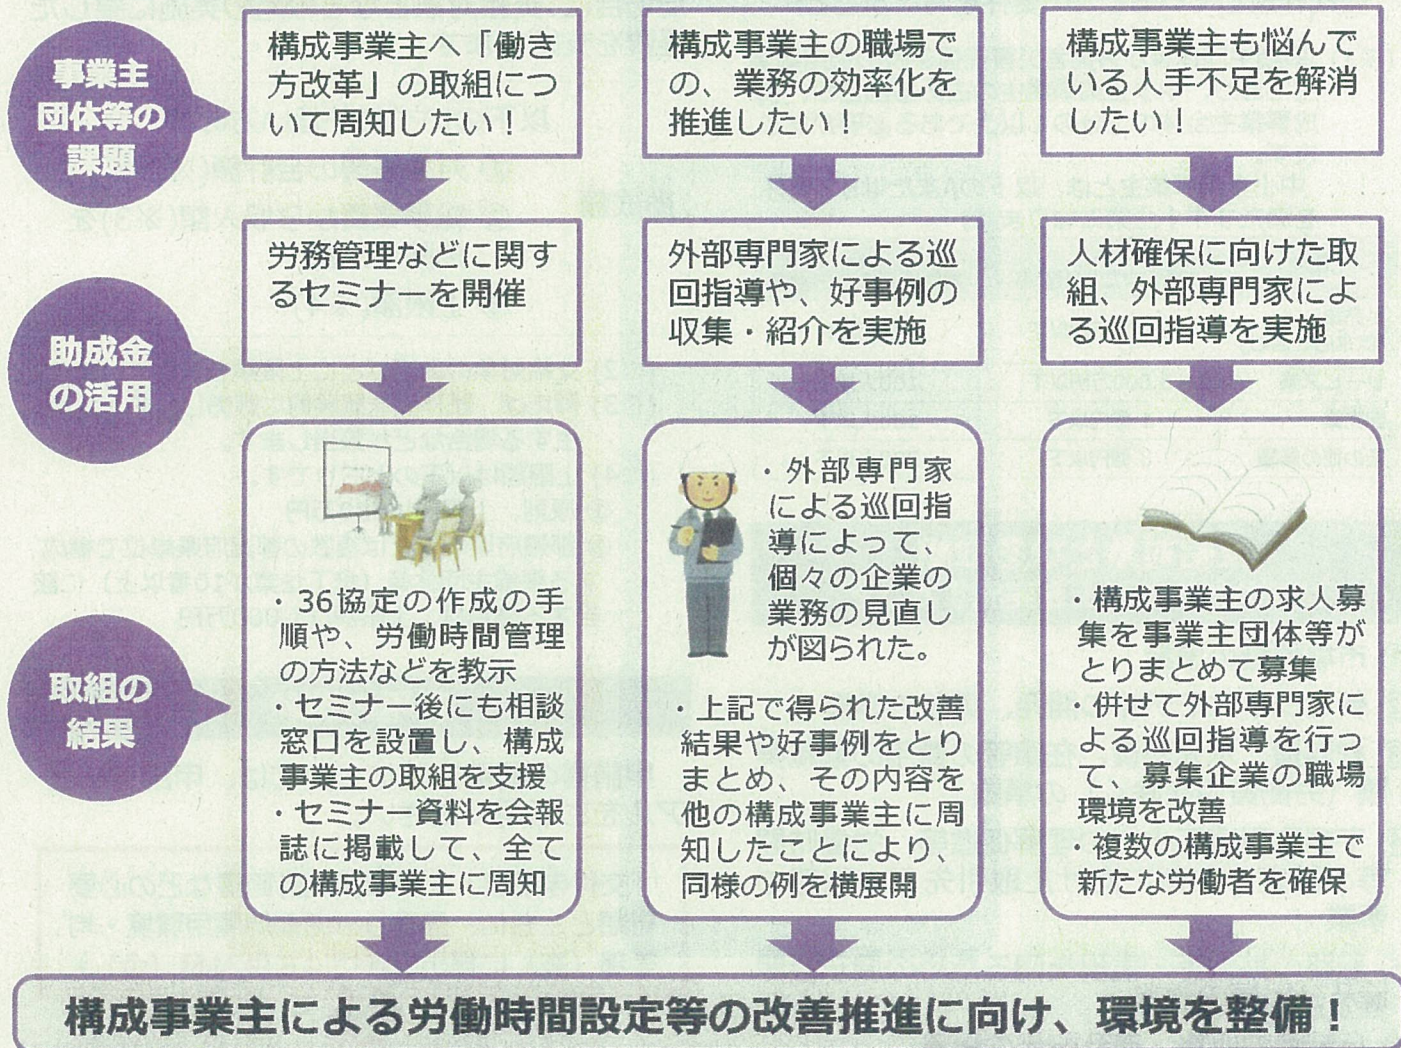 事業主
団体等の
課題
構成事業主へ「働き
方改革」の取組につ
いて周知したい！
構成事業主の職場で
の、業務の効率化を
推進したい！
構成事業主も悩んで
いる人手不足を解消
したい！
助成金
の活用
労務管理などに関す
るセミナーを開催
外部専門家による巡
回指導や、好事例の
収集・紹介を実施
人材確保に向けた取
組、外部専門家によ
る巡回指導を実施
取組の
結果
36協定の作成の手
順や、労働時間管理
の方法などを教示
・セミナー後にも相談
窓口を設置し、構成
事業主の取組を支援
・セミナー資料を会報
誌に掲載して、全て
の構成事業主に周知
・外部専門家
による巡回指
導によって、
個々の企業の
業務の見直し
が図られた。
・上記で得られた改善
結果や好事例をとり
まとめ、その内容を
他の構成事業主に周
知したことにより、
同様の例を横展開
・構成事業主の求人募
集を事業主団体等が
とりまとめて募集
・併せて外部専門家に
よる巡回指導を行っ
て、募集企業の職場
環境を改善
・複数の構成事業主で
新たな労働者を確保
構成事業主による労働時間設定等の改善推進に向け、環境を整備！